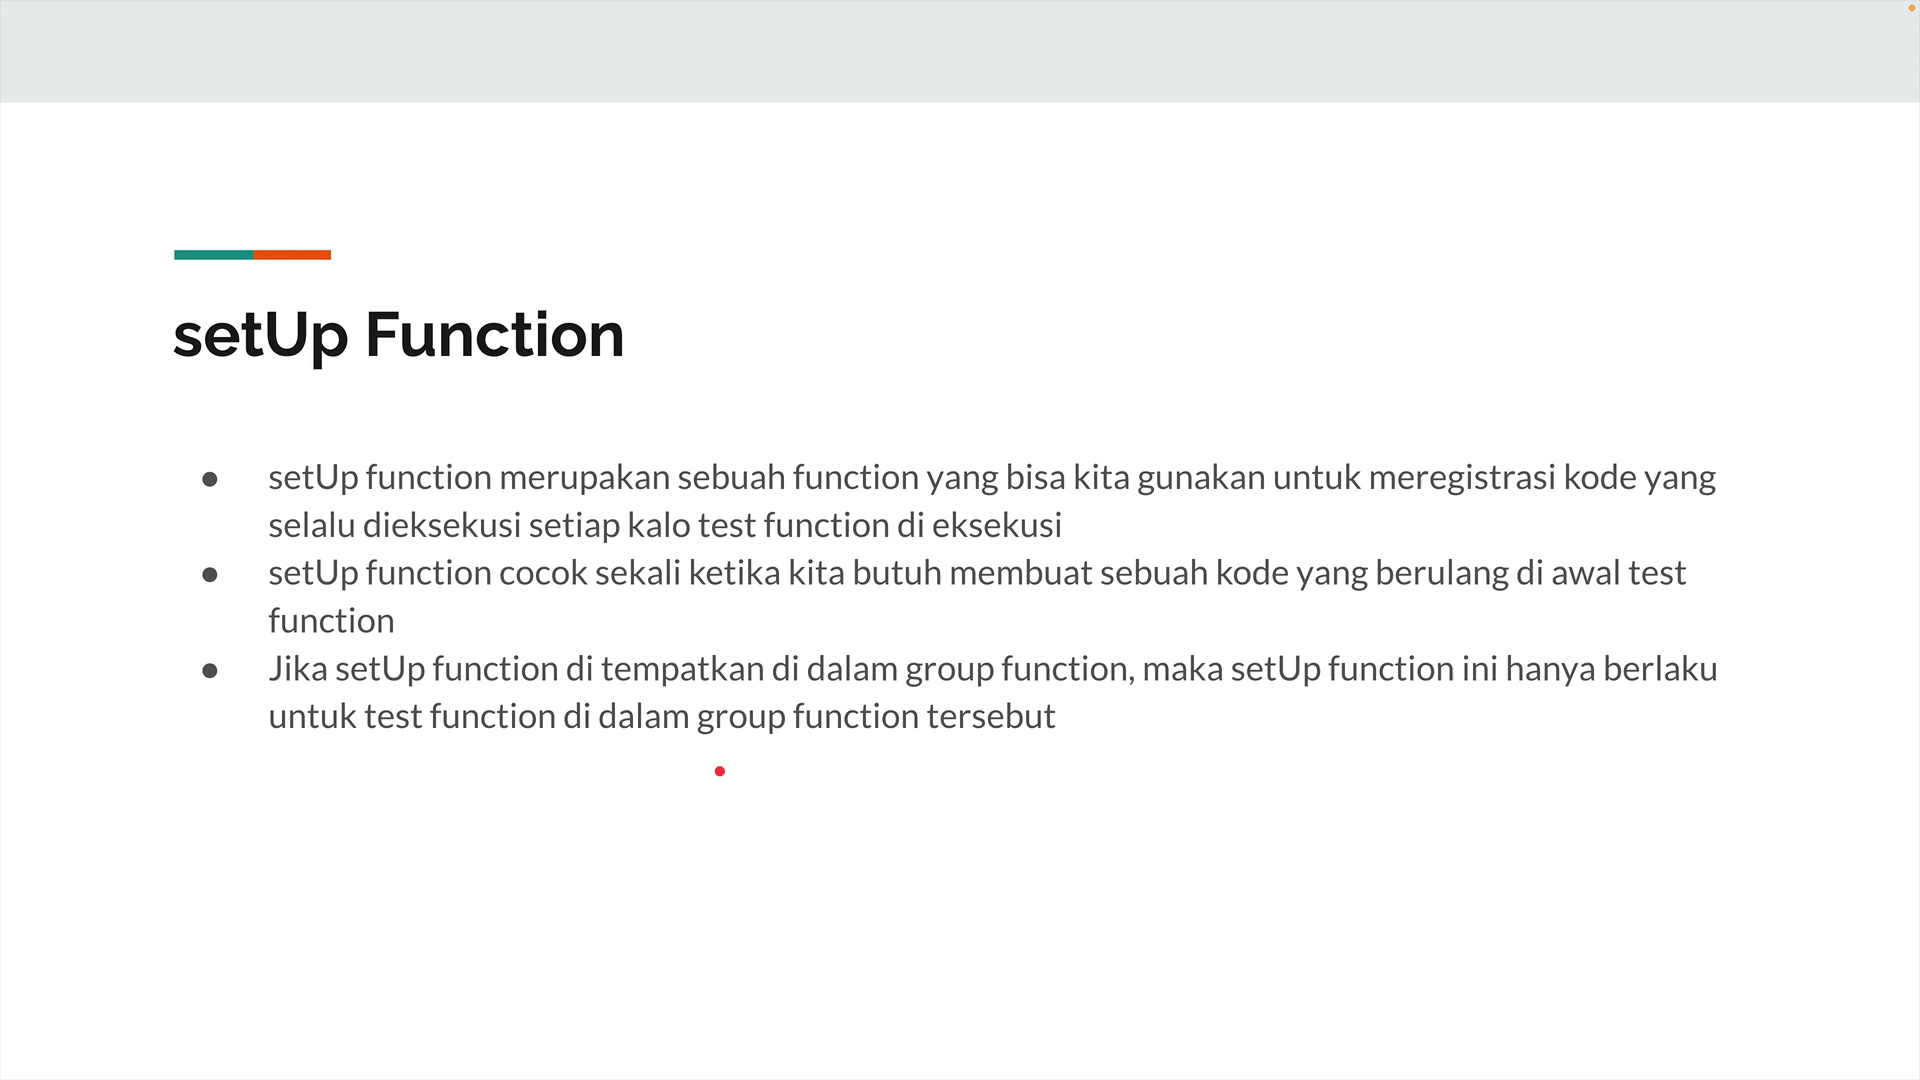 setUp Function
● setUp function merupakan sebuah function yang bisa kita gunakan untuk meregistrasi kode yang
selalu dieksekusi setiap kalo test function di eksekusi
● setUp function cocok sekali ketika kita butuh membuat sebuah kode yang berulang di awal test
function
● Jika setUp function di tempatkan di dalam group function, maka setUp function ini hanya berlaku
untuk test function di dalam group function tersebut